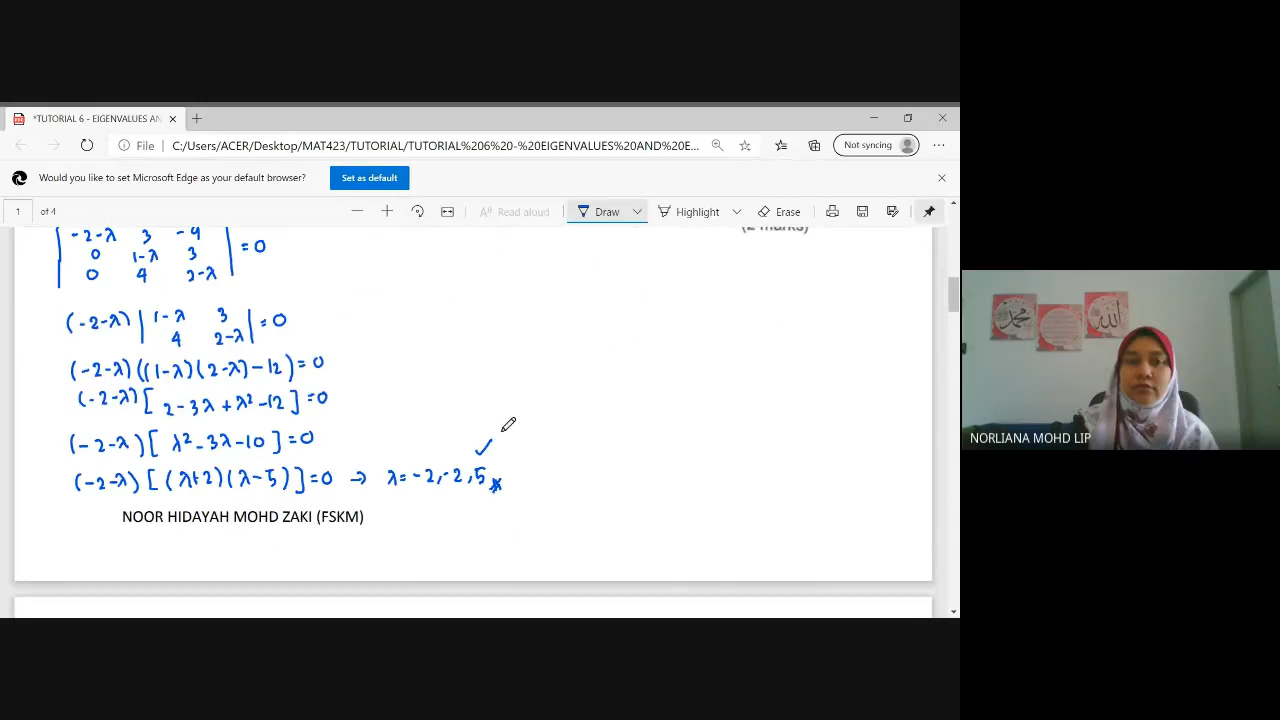 *TUTORIAL 6 - EIGENVALUES AN
File
C:/Users/ACER/Desktop/MAT423/TUTORIAL/TUTORIAL%206%20-%20EIGENVALUES%20AND%20E...
Not syncing
Would you like to set Microsoft Edge as your default browser?
Set as default
1 of 4
Read aloud
Draw
Highlight
Erase
(2 marks)
| -2-λ 3 -4 |
| 0 1-λ 3 | = 0
| 0 4 2-λ |
(-2-λ) | 1-λ 3 | = 0
| 4 2-λ |
(-2-λ)((1-λ)(2-λ)-12) = 0
(-2-λ)[2-3λ+λ²-12] = 0
(-2-λ)[λ²-3λ-10] = 0
(-2-λ)[(λ+2)(λ-5)] = 0 → λ = -2, -2, 5
NOOR HIDAYAH MOHD ZAKI (FSKM)
NORLIANA MOHD LIP